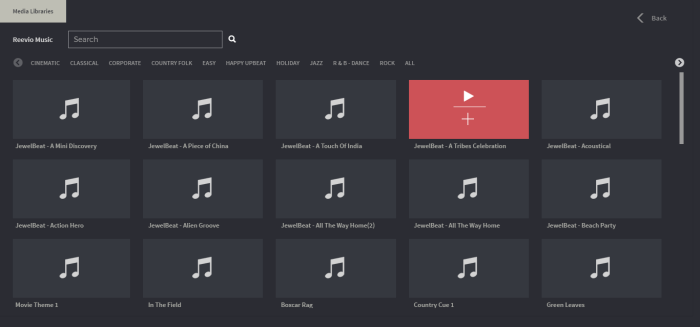 Media Libraries
Back
Reevio Music
Search
CINEMATIC CLASSICAL CORPORATE COUNTRY FOLK EASY HAPPY UPBEAT HOLIDAY JAZZ R & B - DANCE ROCK ALL
JewelBeat - A Mini Discovery JewelBeat - A Piece of China JewelBeat - A Touch Of India JewelBeat - A Tribes Celebration JewelBeat - Acoustical
JewelBeat - Action Hero JewelBeat - Alien Groove JewelBeat - All The Way Home(2) JewelBeat - All The Way Home JewelBeat - Beach Party
Movie Theme 1 In The Field Boxcar Rag Country Cue 1 Green Leaves